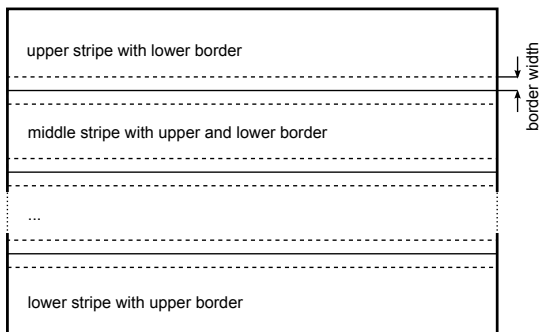 upper stripe with lower border
border width
middle stripe with upper and lower border
...
lower stripe with upper border